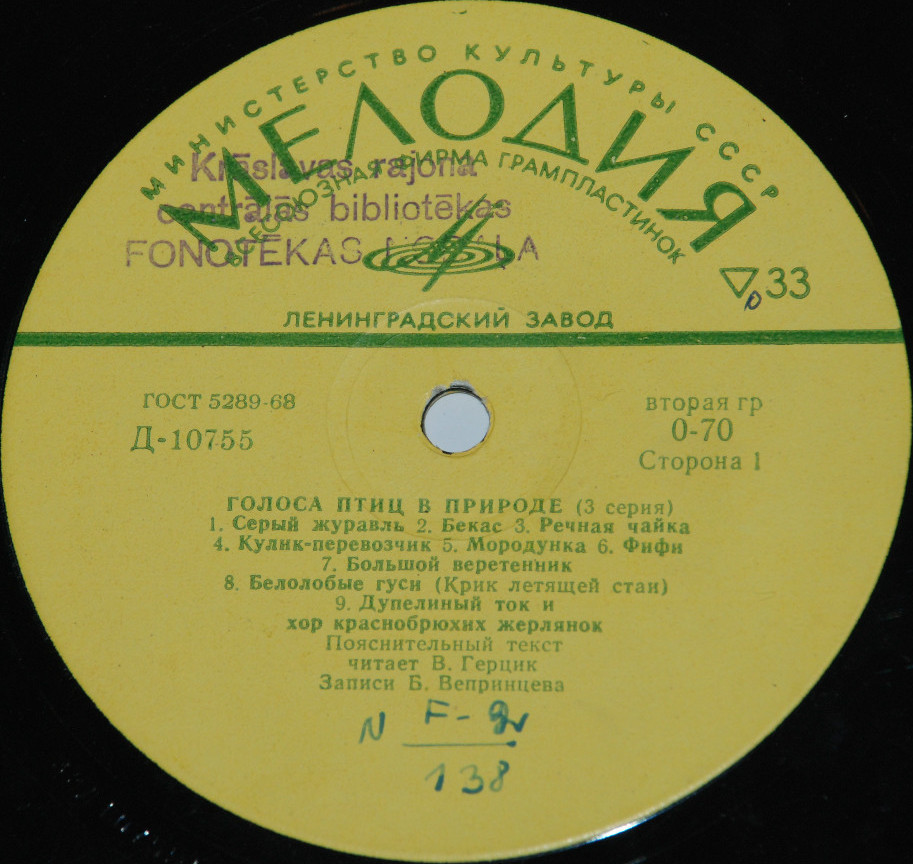 МИНИСТЕРСТВО КУЛЬТУРЫ СССР
МЕЛОДИЯ
ВСЕСОЮЗНАЯ ФИРМА ГРАМПЛАСТИНОК
Krāslavas rajona
centrālās bibliotēkas
FONOTĒKAS
33
ЛЕНИНГРАДСКИЙ ЗАВОД
ГОСТ 5289-68
Д-10755
вторая гр
0-70
Сторона 1
ГОЛОСА ПТИЦ В ПРИРОДЕ (3 серия)
1. Серый журавль 2. Бекас 3. Речная чайка
4. Кулик-перевозчик 5. Мородунка 6. Фифи
7. Большой веретенник
8. Белолобые гуси (Крик летящей стаи)
9. Дупелиный ток и
хор краснобрюхих жерлянок
Пояснительный текст
читает В. Герцик
Записи Б. Вепринцева
N F-
138